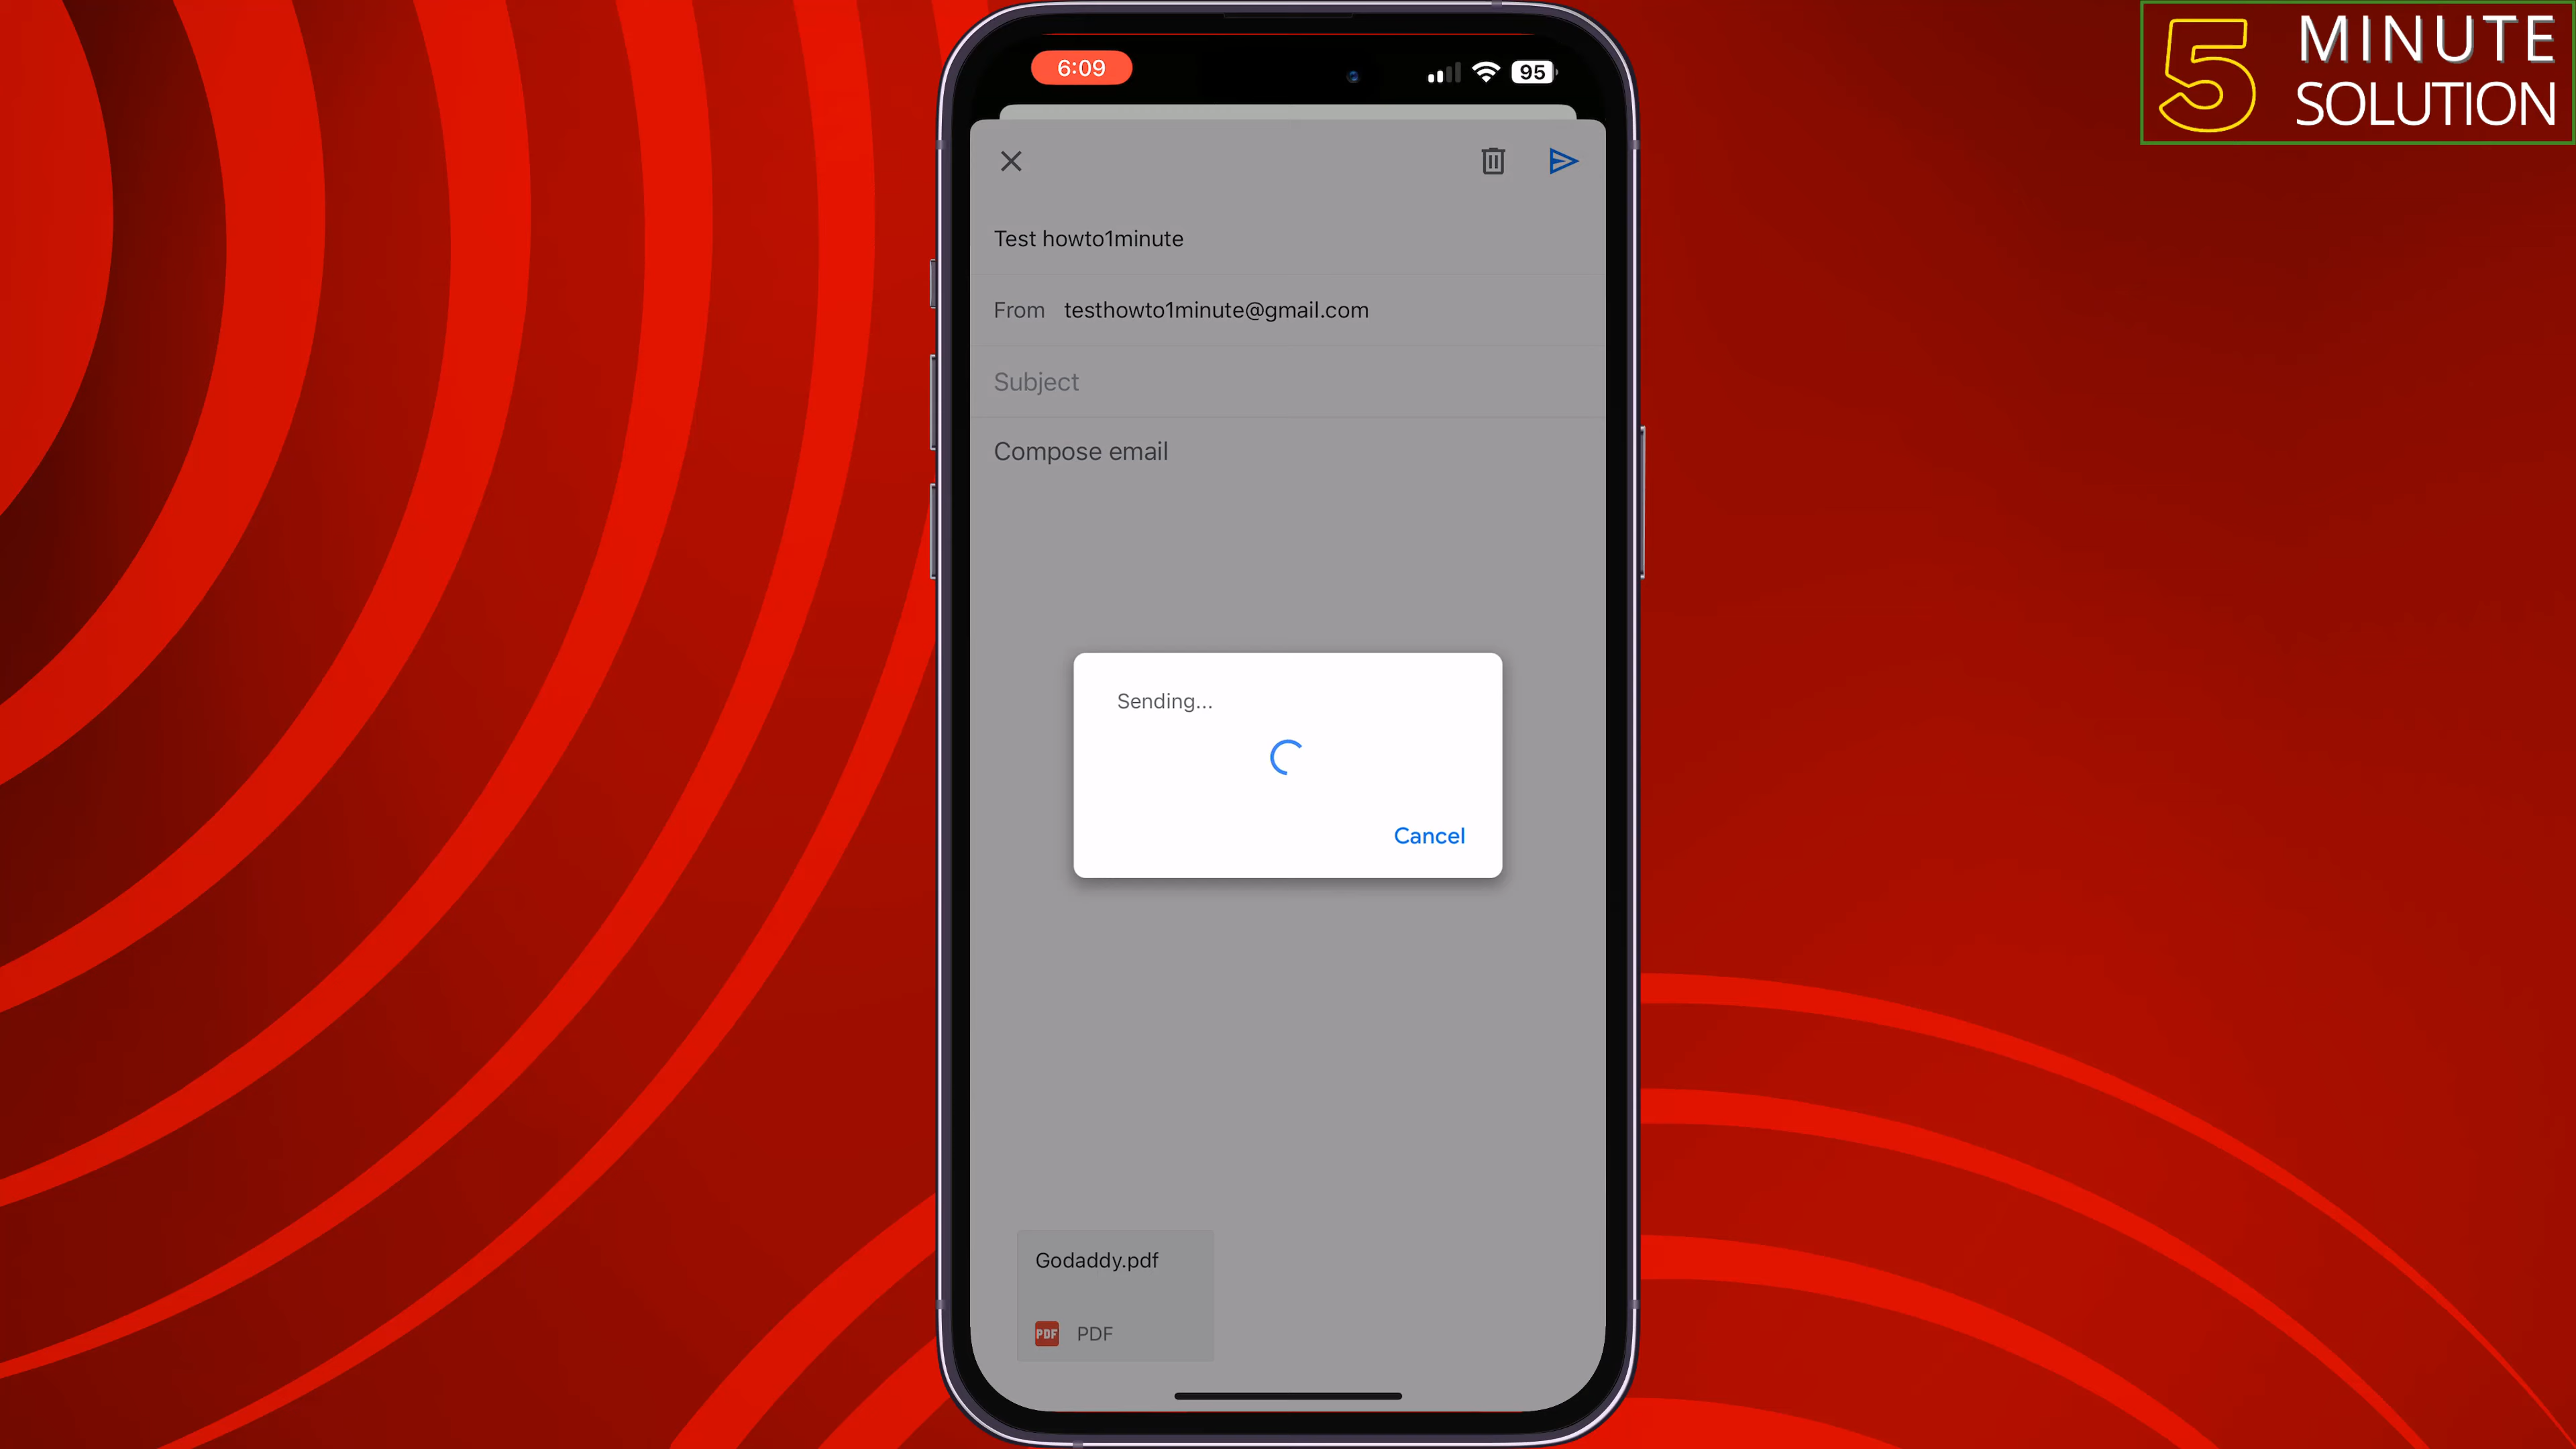 6:09
95
5 MINUTE
SOLUTION
Test howto1minute
From testhowto1minute@gmail.com
Subject
Compose email
Sending...
Cancel
Godaddy.pdf
PDF PDF